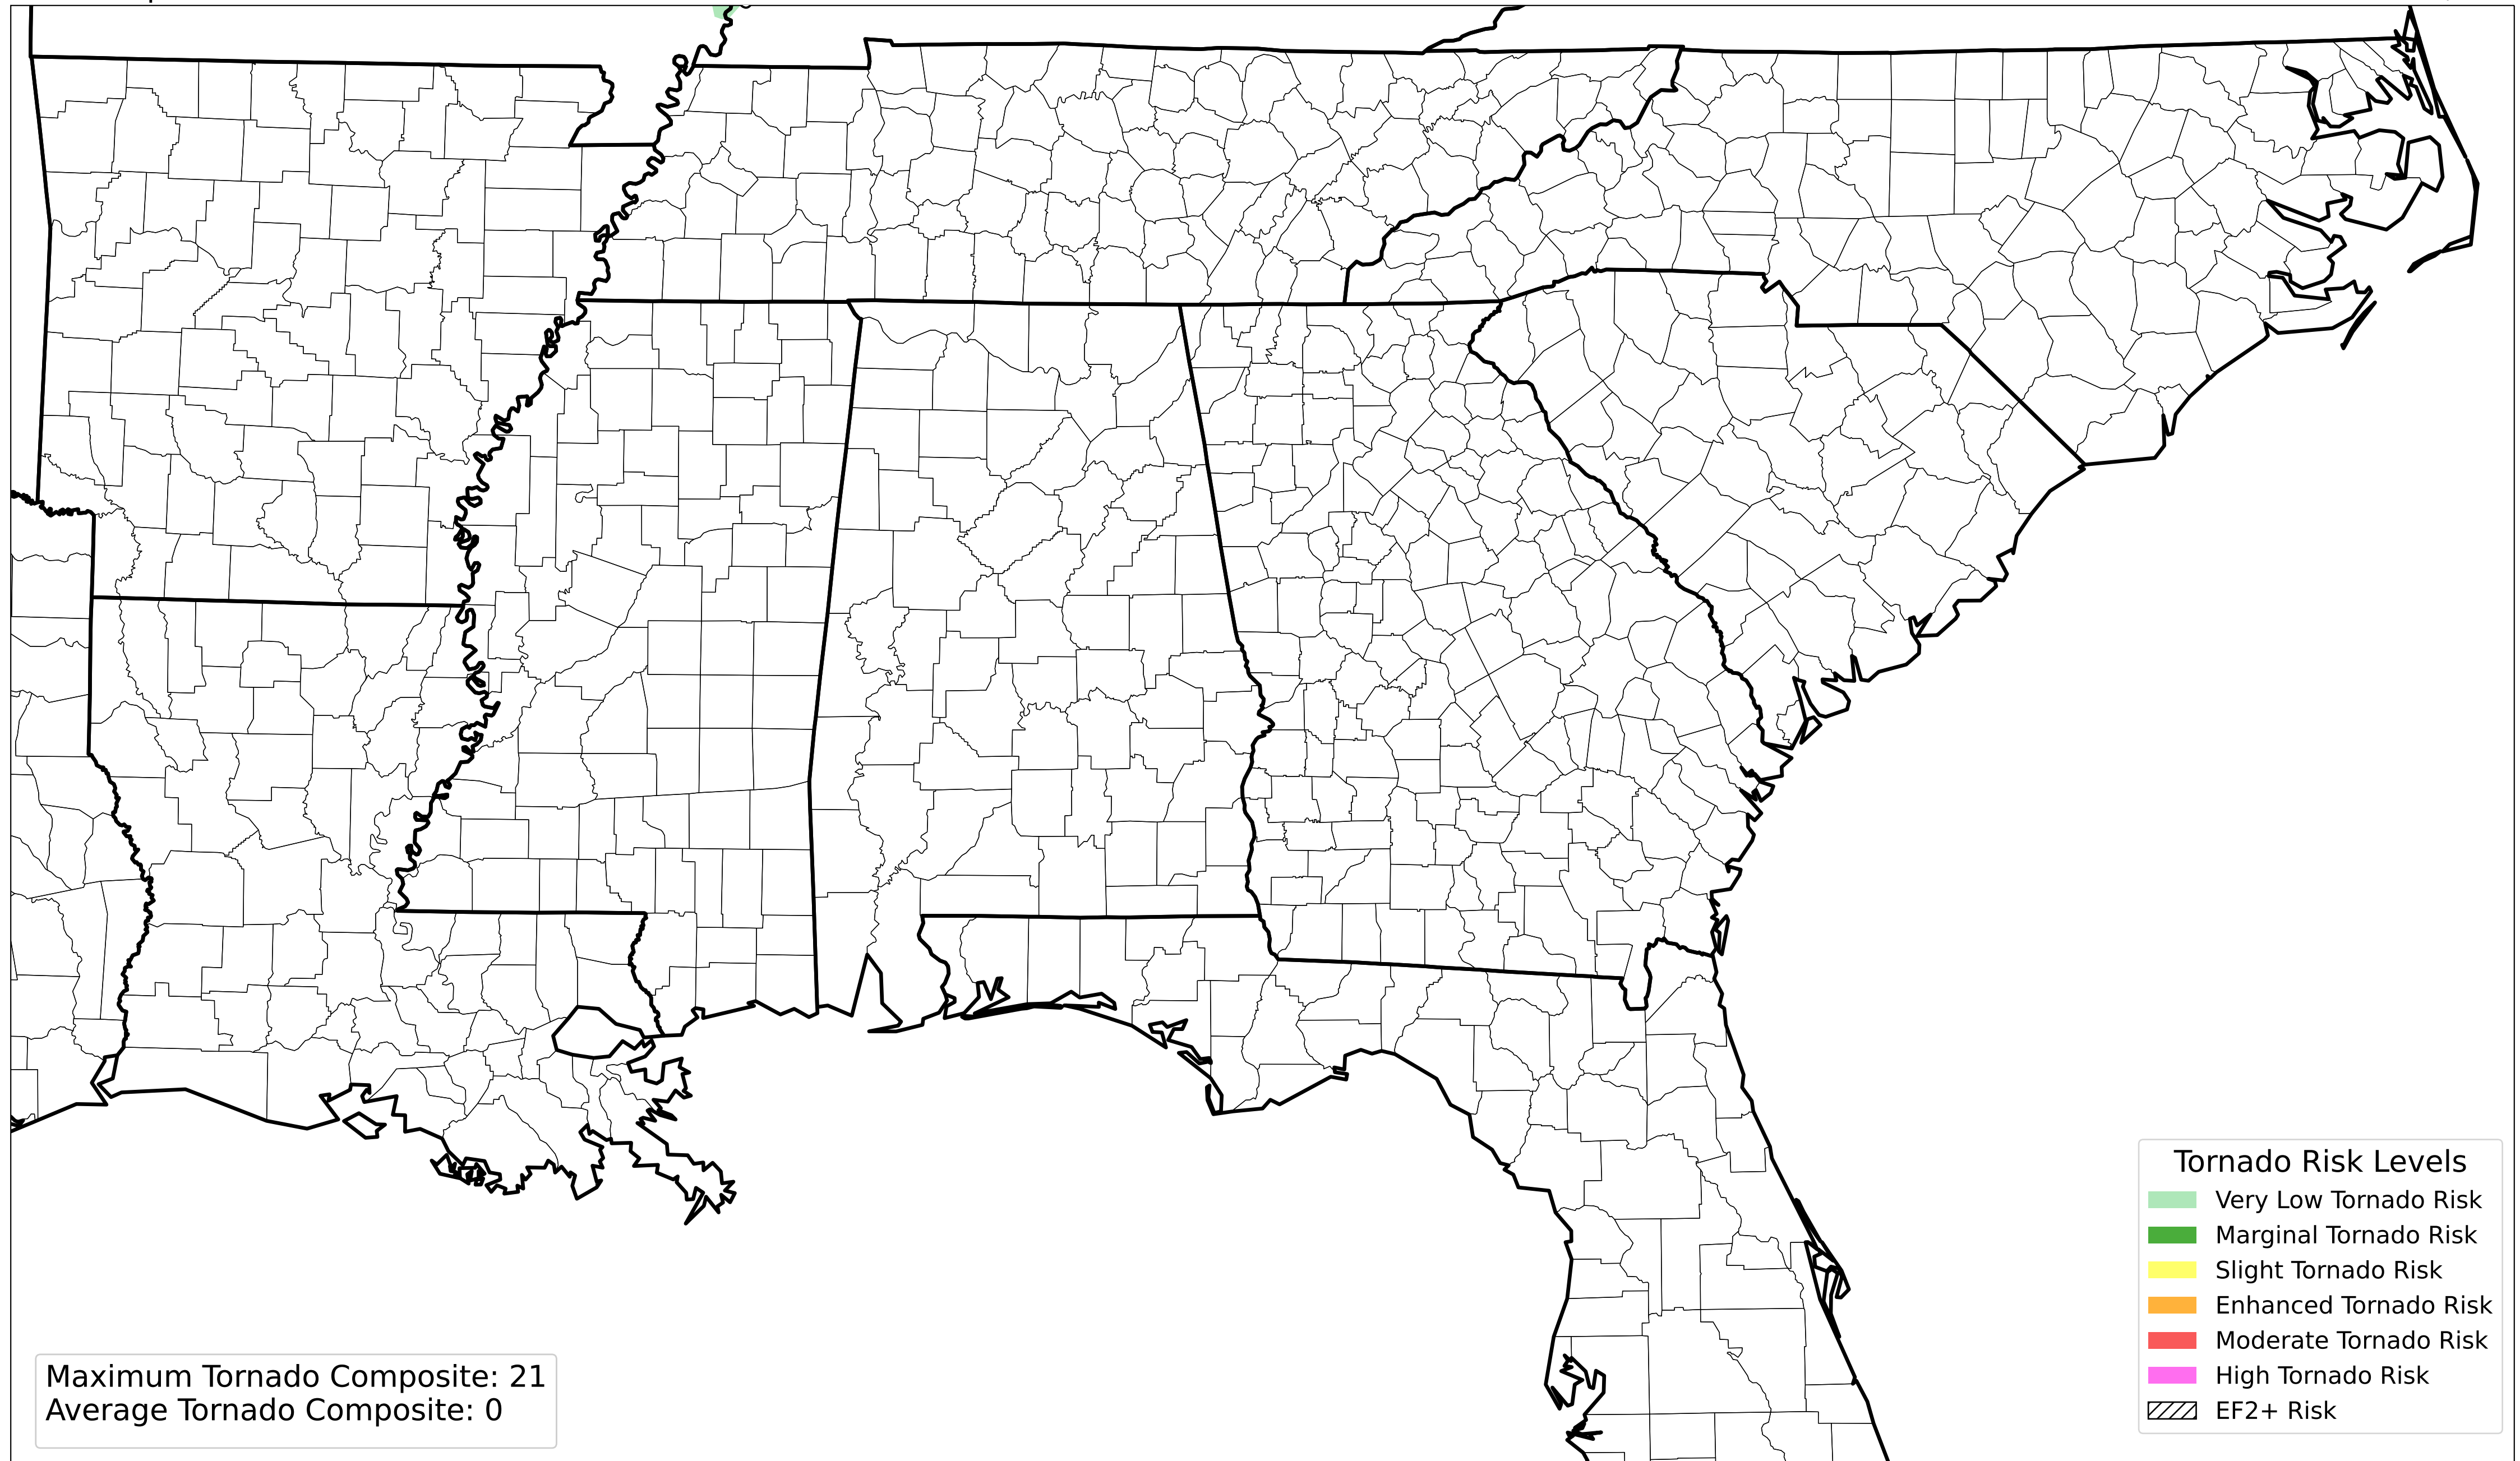 Tornado Risk Levels
Very Low Tornado Risk
Marginal Tornado Risk
Slight Tornado Risk
Enhanced Tornado Risk
Moderate Tornado Risk
High Tornado Risk
EF2+ Risk
Maximum Tornado Composite: 21
Average Tornado Composite: 0